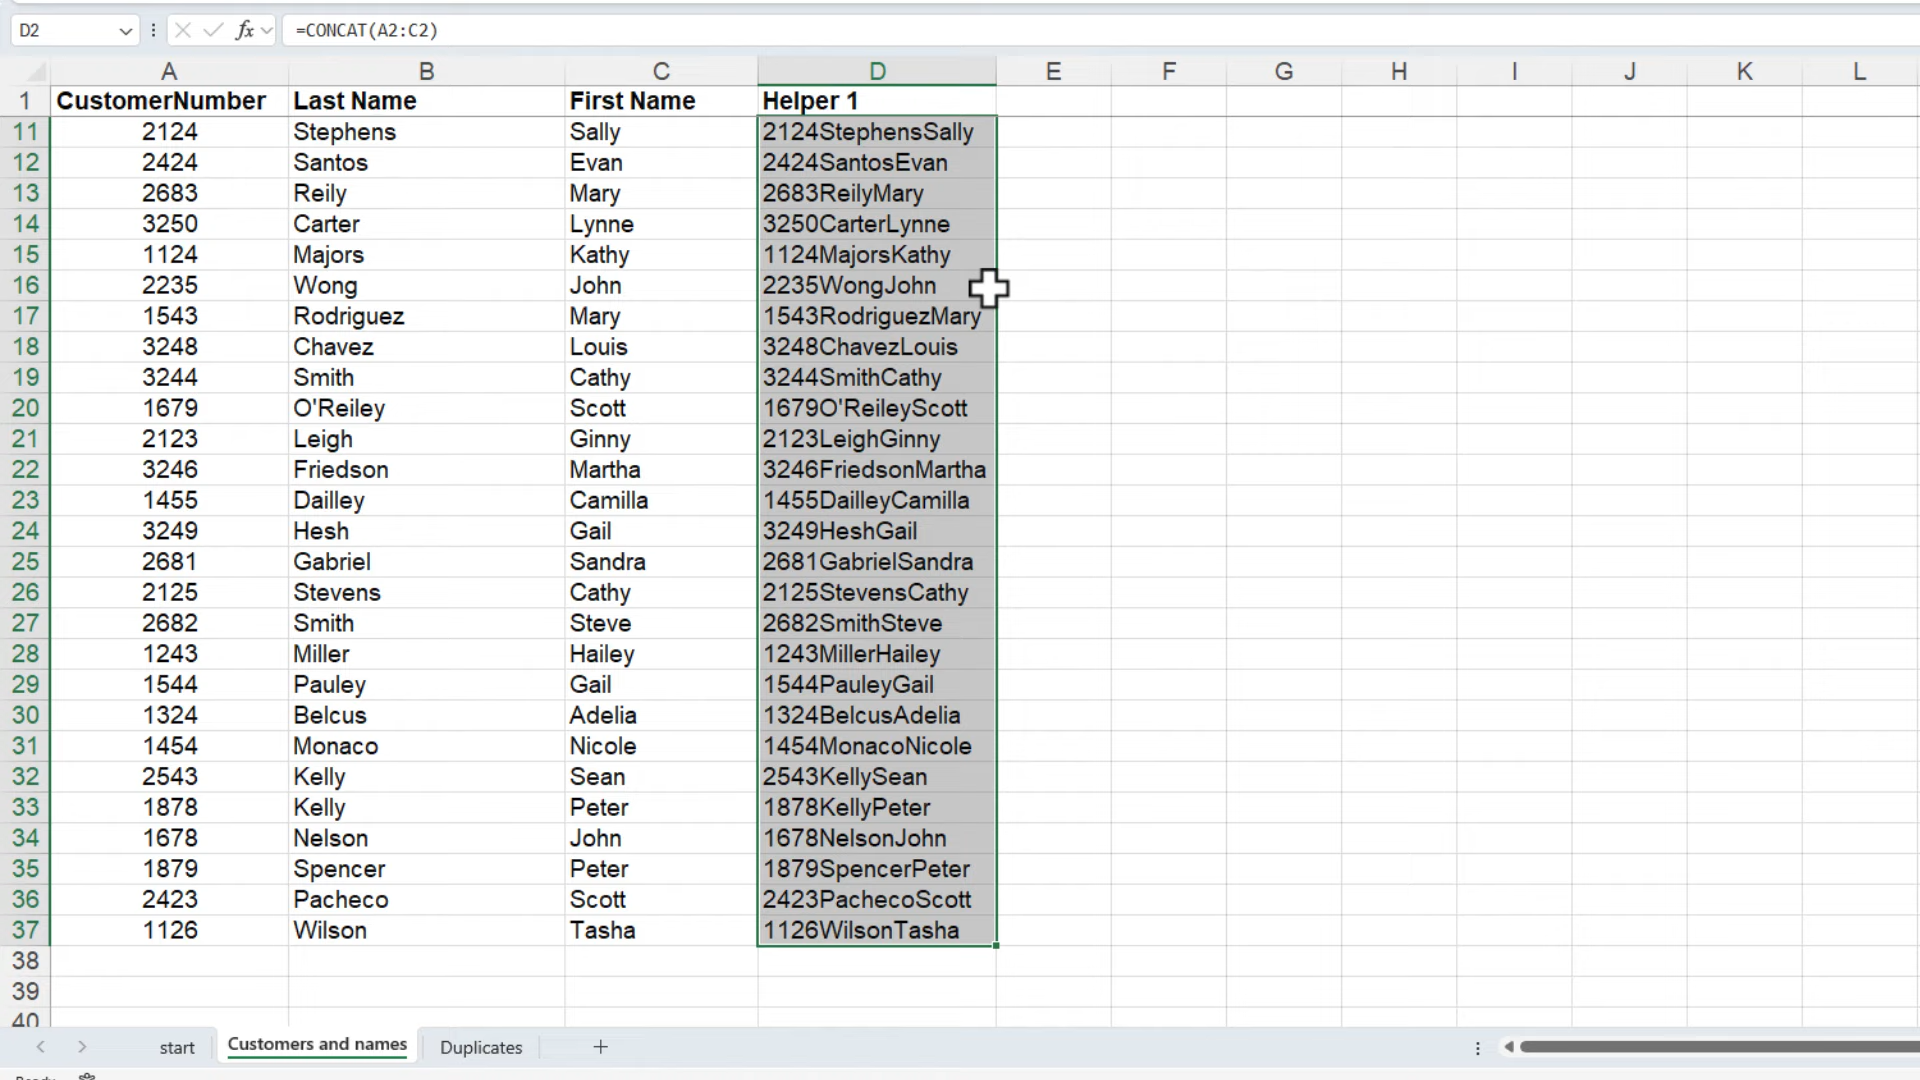 D2 fx =CONCAT(A2:C2)
A B C D E F G H I J K L
1 CustomerNumber Last Name First Name Helper 1
11 2124 Stephens Sally 2124StephensSally
12 2424 Santos Evan 2424SantosEvan
13 2683 Reily Mary 2683ReilyMary
14 3250 Carter Lynne 3250CarterLynne
15 1124 Majors Kathy 1124MajorsKathy
16 2235 Wong John 2235WongJohn
17 1543 Rodriguez Mary 1543RodriguezMary
18 3248 Chavez Louis 3248ChavezLouis
19 3244 Smith Cathy 3244SmithCathy
20 1679 O'Reiley Scott 1679O'ReileyScott
21 2123 Leigh Ginny 2123LeighGinny
22 3246 Friedson Martha 3246FriedsonMartha
23 1455 Dailley Camilla 1455DailleyCamilla
24 3249 Hesh Gail 3249HeshGail
25 2681 Gabriel Sandra 2681GabrielSandra
26 2125 Stevens Cathy 2125StevensCathy
27 2682 Smith Steve 2682SmithSteve
28 1243 Miller Hailey 1243MillerHailey
29 1544 Pauley Gail 1544PauleyGail
30 1324 Belcus Adelia 1324BelcusAdelia
31 1454 Monaco Nicole 1454MonacoNicole
32 2543 Kelly Sean 2543KellySean
33 1878 Kelly Peter 1878KellyPeter
34 1678 Nelson John 1678NelsonJohn
35 1879 Spencer Peter 1879SpencerPeter
36 2423 Pacheco Scott 2423PachecoScott
37 1126 Wilson Tasha 1126WilsonTasha
38
39
40
start Customers and names Duplicates